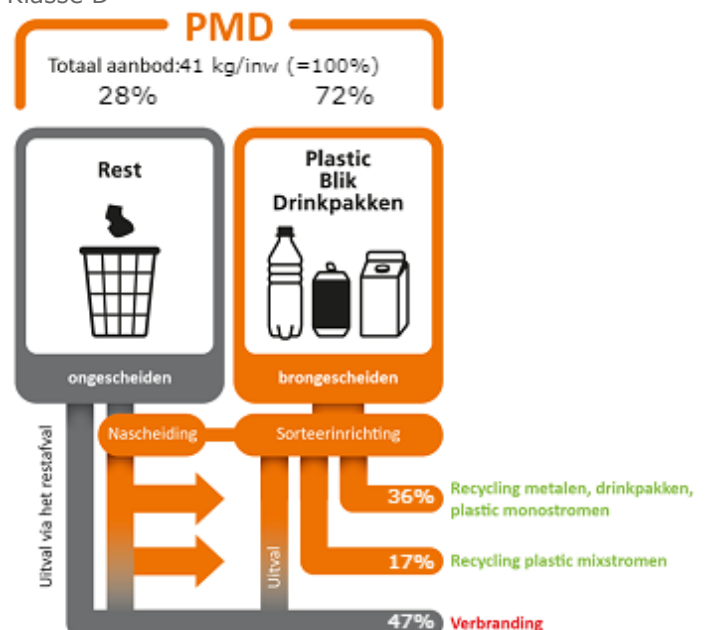 Klasse D
PMD
Totaal aanbod:41 kg/inw (=100%)
28% 72%
Rest
Plastic
Blik
Drinkpakken
ongescheiden
brongescheiden
Nascheiding
Sorteerinrichting
Uitval via het restafval
Uitval
36% Recycling metalen, drinkpakken,
plastic monostromen
17% Recycling plastic mixstromen
47% Verbranding